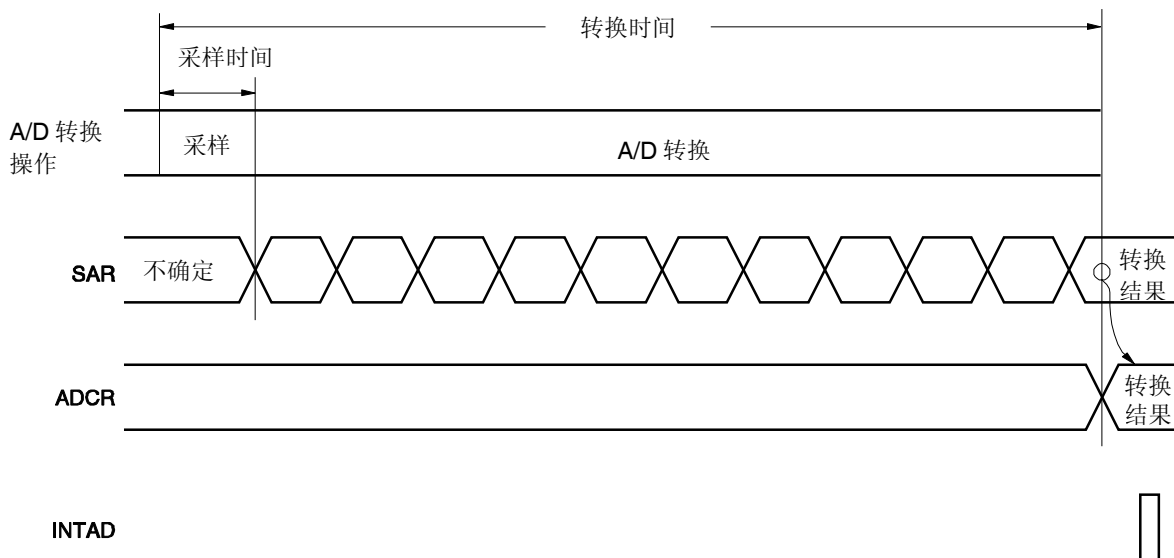 转换时间
采样时间
A/D 转换
操作
采样
A/D 转换
SAR
不确定
转换
结果
ADCR
转换
结果
INTAD